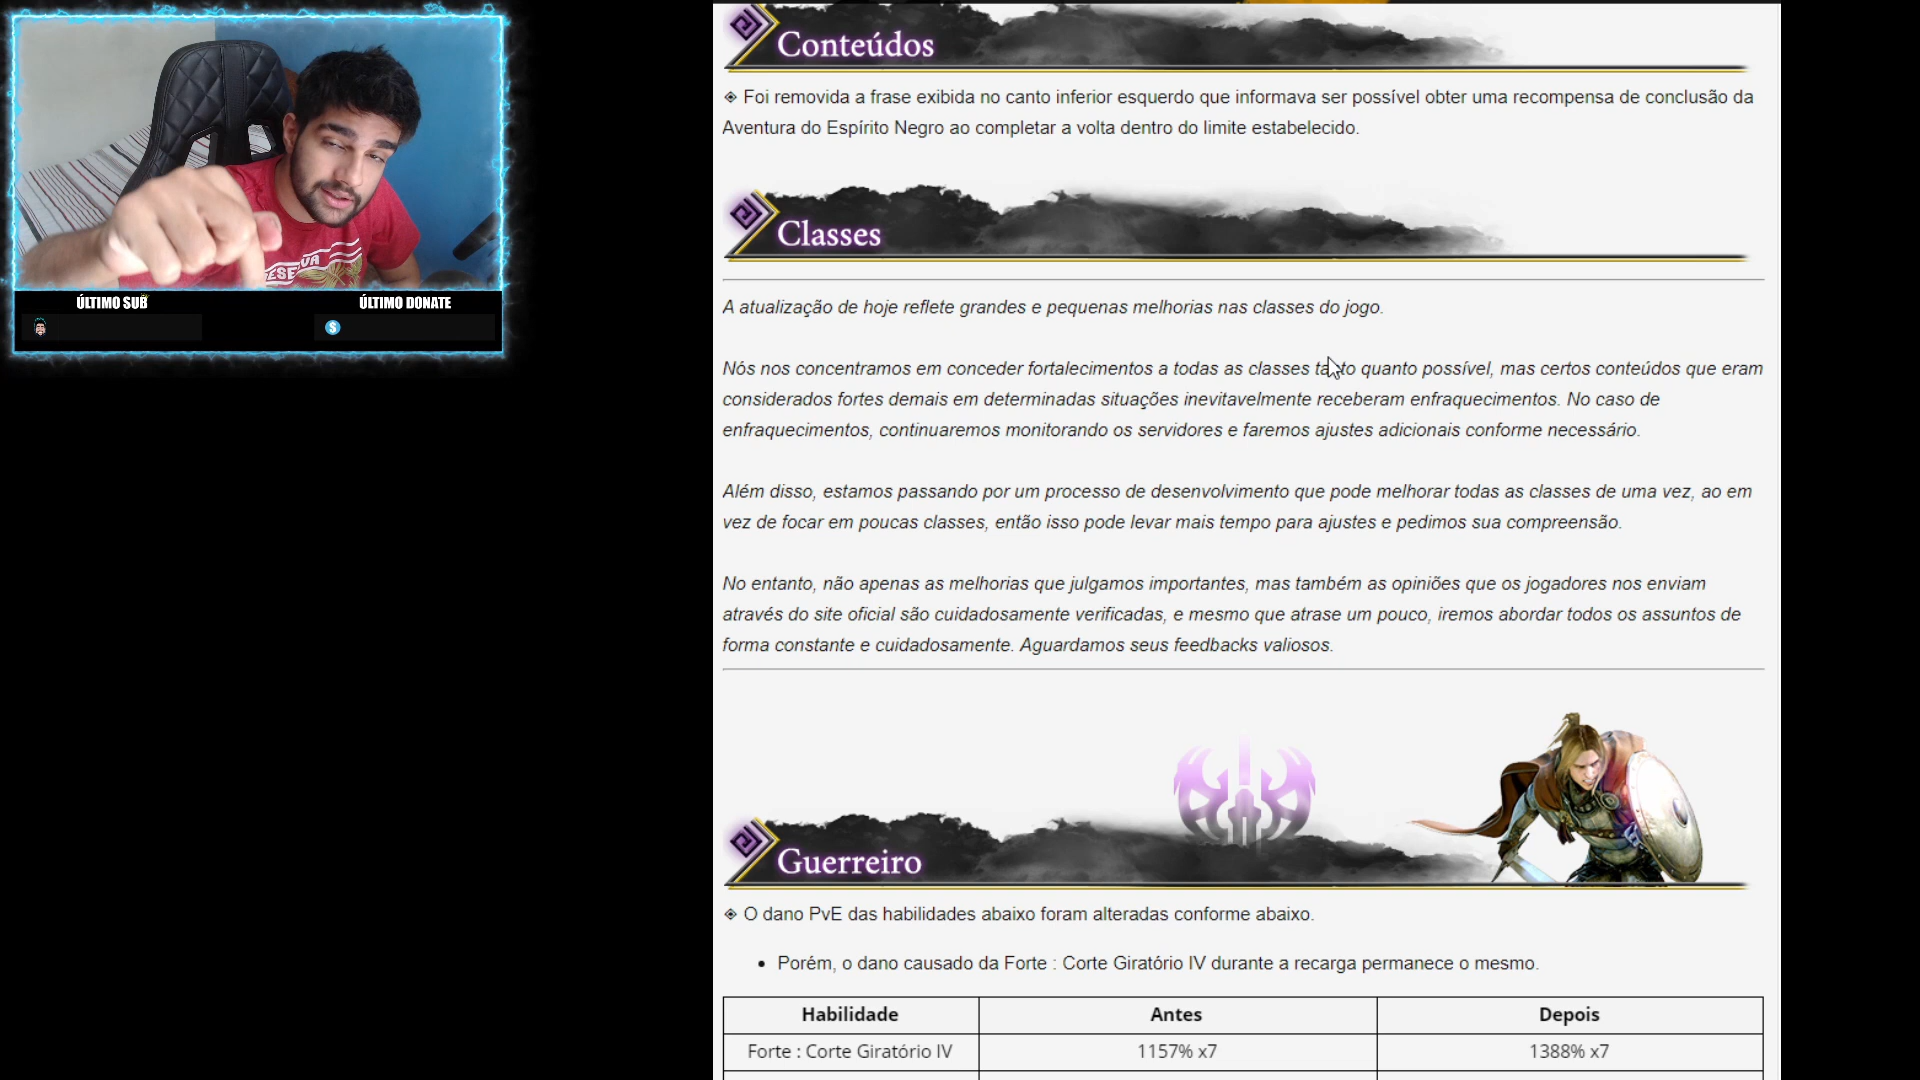 Conteúdos
◈ Foi removida a frase exibida no canto inferior esquerdo que informava ser possível obter uma recompensa de conclusão da
Aventura do Espírito Negro ao completar a volta dentro do limite estabelecido.
Classes
A atualização de hoje reflete grandes e pequenas melhorias nas classes do jogo.
Nós nos concentramos em conceder fortalecimentos a todas as classes tanto quanto possível, mas certos conteúdos que eram
considerados fortes demais em determinadas situações inevitavelmente receberam enfraquecimentos. No caso de
enfraquecimentos, continuaremos monitorando os servidores e faremos ajustes adicionais conforme necessário.
Além disso, estamos passando por um processo de desenvolvimento que pode melhorar todas as classes de uma vez, ao em
vez de focar em poucas classes, então isso pode levar mais tempo para ajustes e pedimos sua compreensão.
No entanto, não apenas as melhorias que julgamos importantes, mas também as opiniões que os jogadores nos enviam
através do site oficial são cuidadosamente verificadas, e mesmo que atrase um pouco, iremos abordar todos os assuntos de
forma constante e cuidadosamente. Aguardamos seus feedbacks valiosos.
Guerreiro
◈ O dano PvE das habilidades abaixo foram alteradas conforme abaixo.
• Porém, o dano causado da Forte : Corte Giratório IV durante a recarga permanece o mesmo.
Habilidade Antes Depois
Forte : Corte Giratório IV 1157% x7 1388% x7
ÚLTIMO SUB
ÚLTIMO DONATE
$